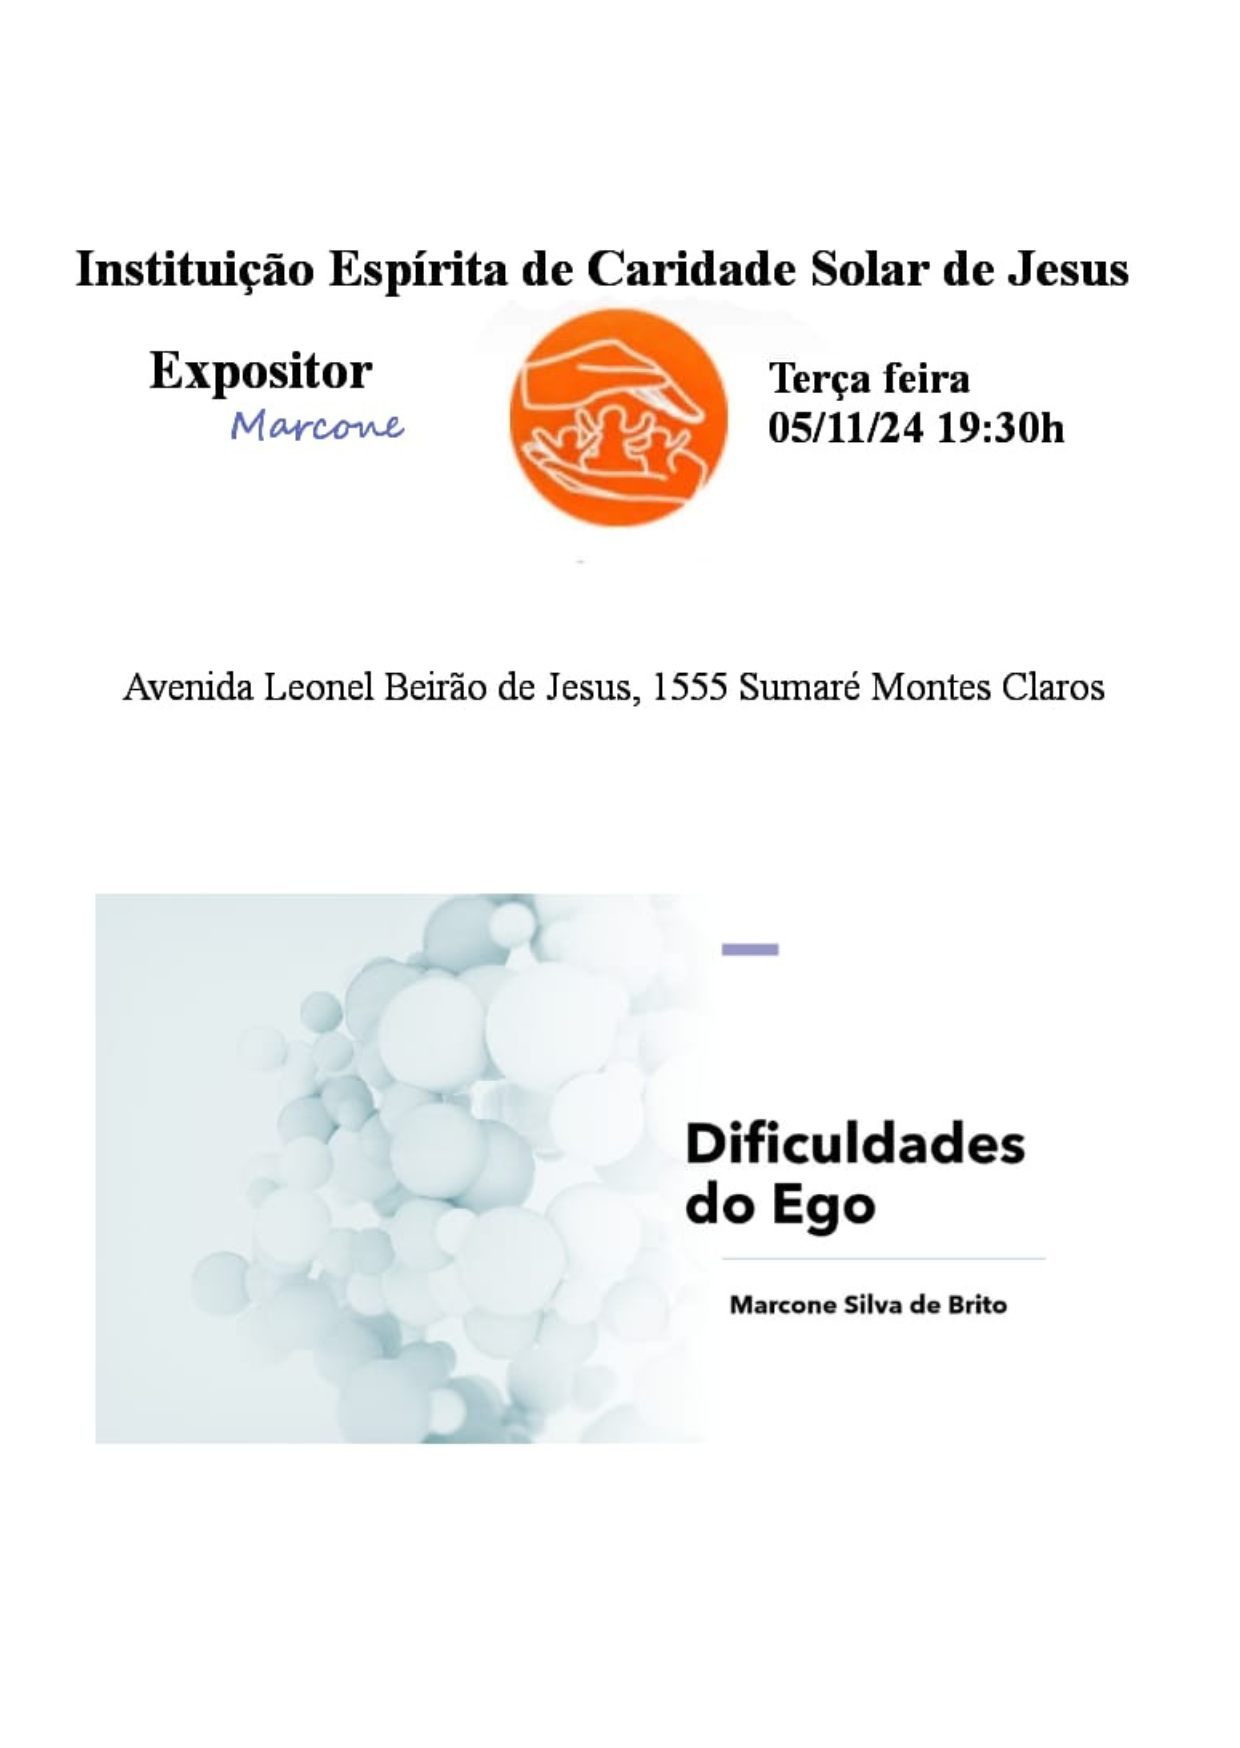 Instituição Espírita de Caridade Solar de Jesus
Expositor
Marcone
Terça feira
05/11/24 19:30h
Avenida Leonel Beirão de Jesus, 1555 Sumaré Montes Claros
Dificuldades
do Ego
Marcone Silva de Brito